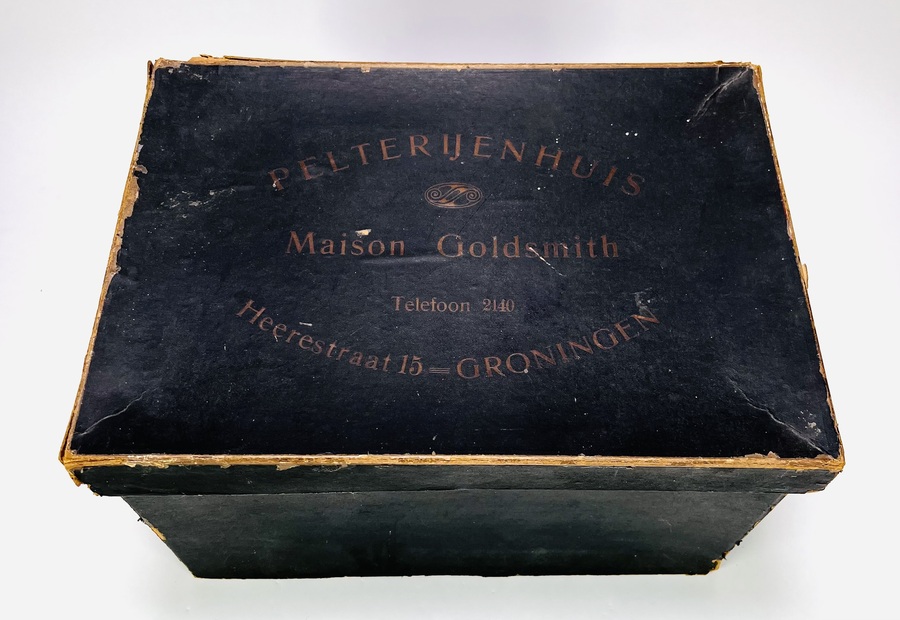 PELTERIJENHUIS
Maison Goldsmith
Telefoon 2140
Heerestraat 15 = GRONINGEN